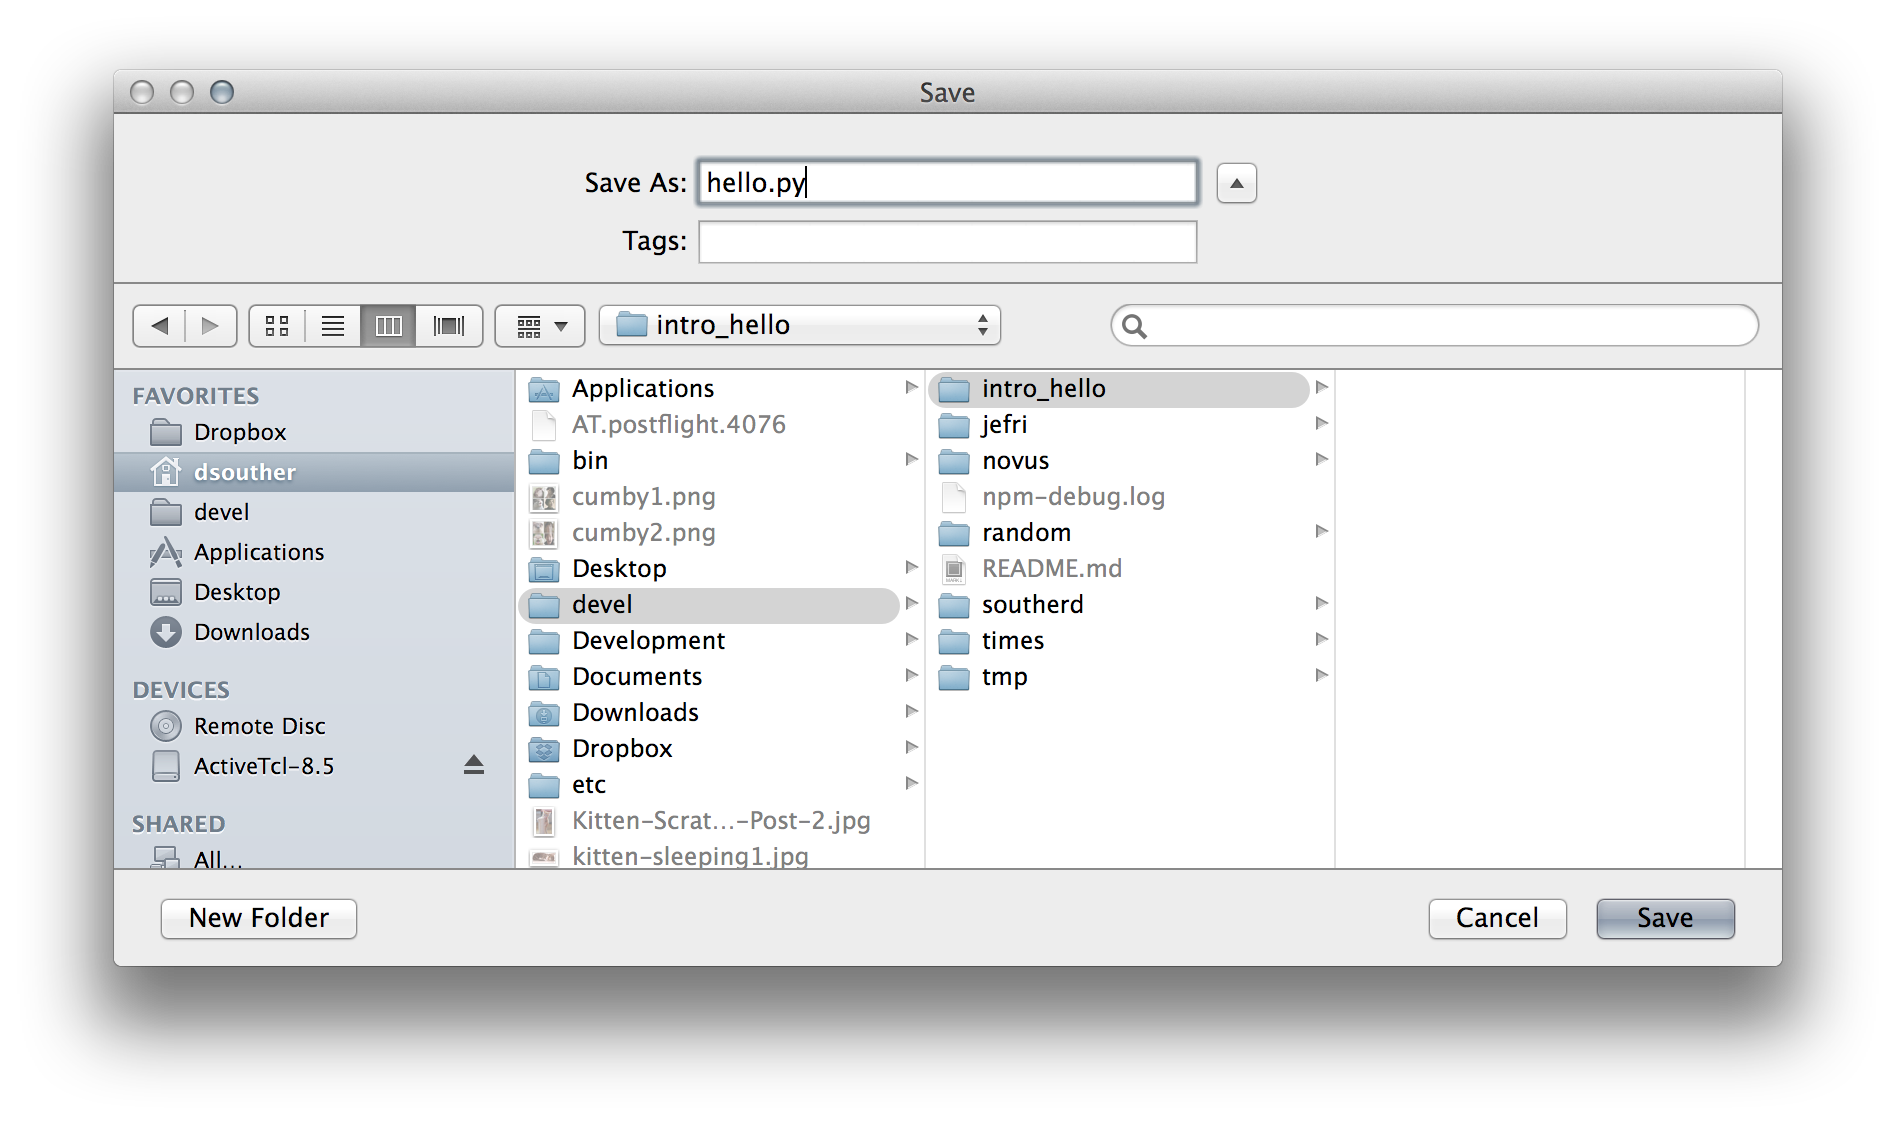 Save
Save As: hello.py
Tags:
intro_hello
FAVORITES
Dropbox
dsouther
devel
Applications
Desktop
Downloads
DEVICES
Remote Disc
ActiveTcl-8.5
SHARED
All...
Applications
AT.postflight.4076
bin
cumby1.png
cumby2.png
Desktop
devel
Development
Documents
Downloads
Dropbox
etc
Kitten-Scrat...-Post-2.jpg
kitten-sleeping1.jpg
intro_hello
jefri
novus
npm-debug.log
random
README.md
southerd
times
tmp
New Folder
Cancel
Save